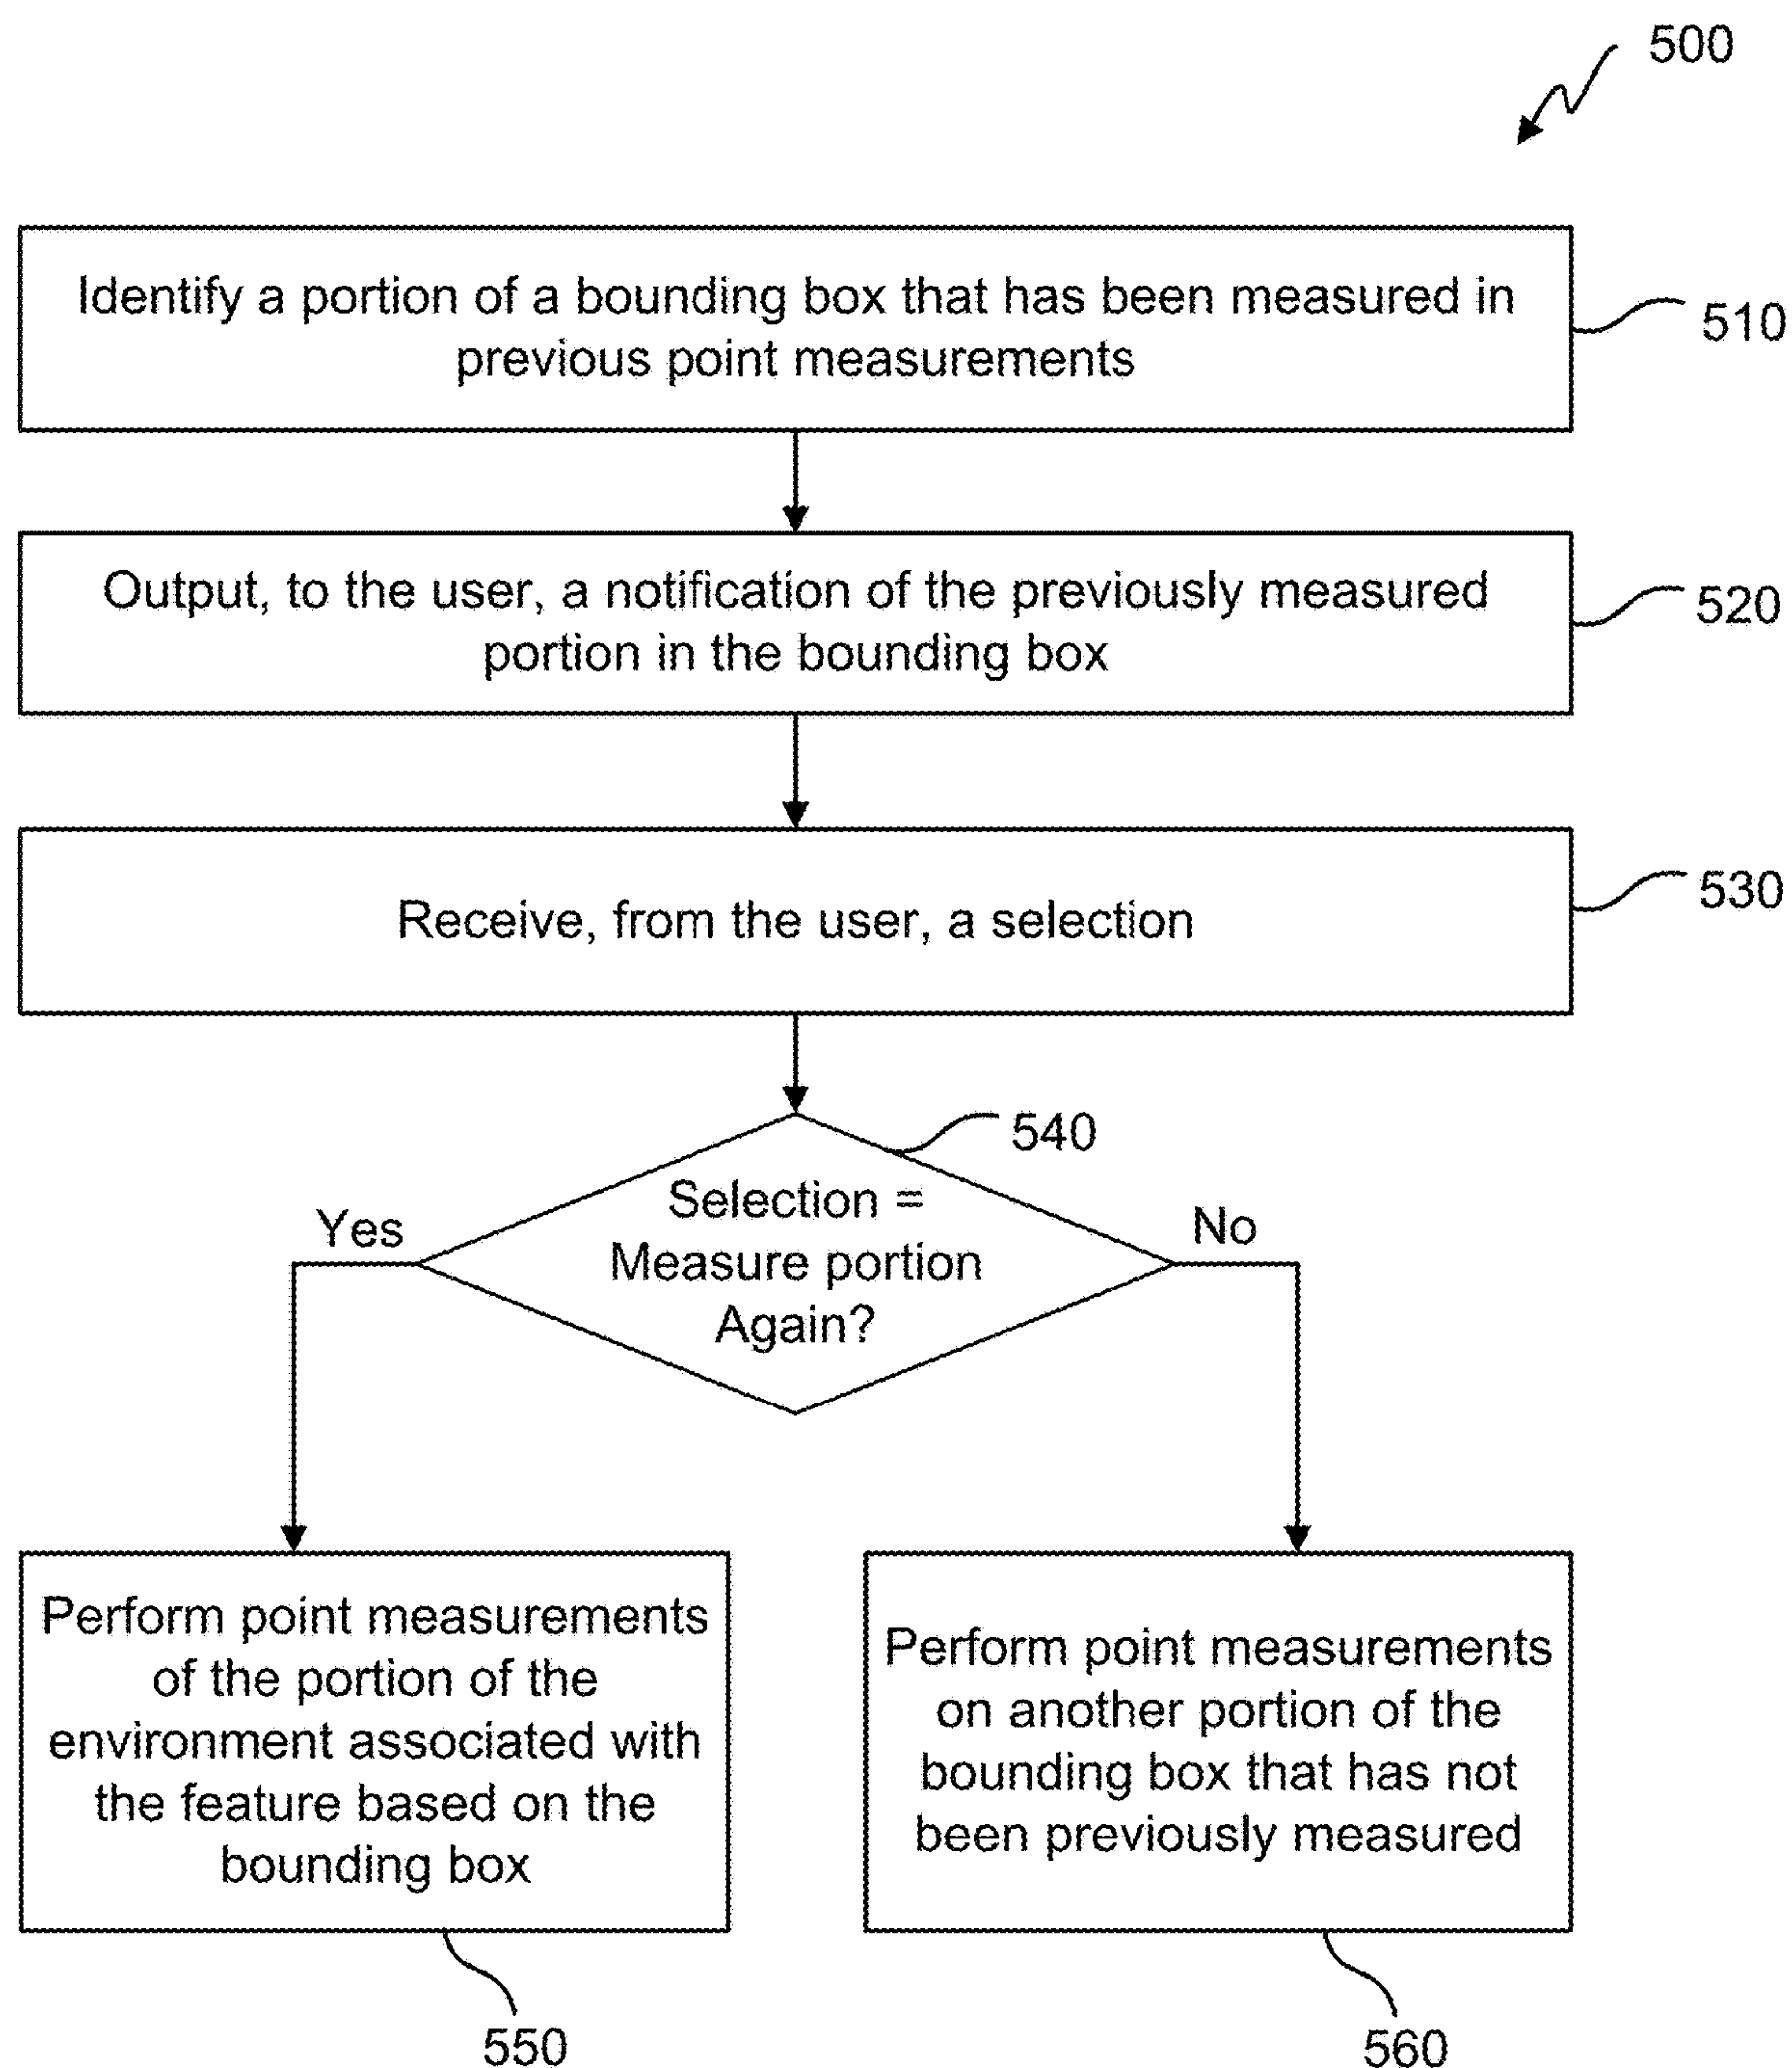 500
Identify a portion of a bounding box that has been measured in
previous point measurements
510
Output, to the user, a notification of the previously measured
portion in the bounding box
520
Receive, from the user, a selection
530
540
Selection =
Measure portion
Again?
Yes
No
Perform point measurements
of the portion of the
environment associated with
the feature based on the
bounding box
550
Perform point measurements
on another portion of the
bounding box that has not
been previously measured
560